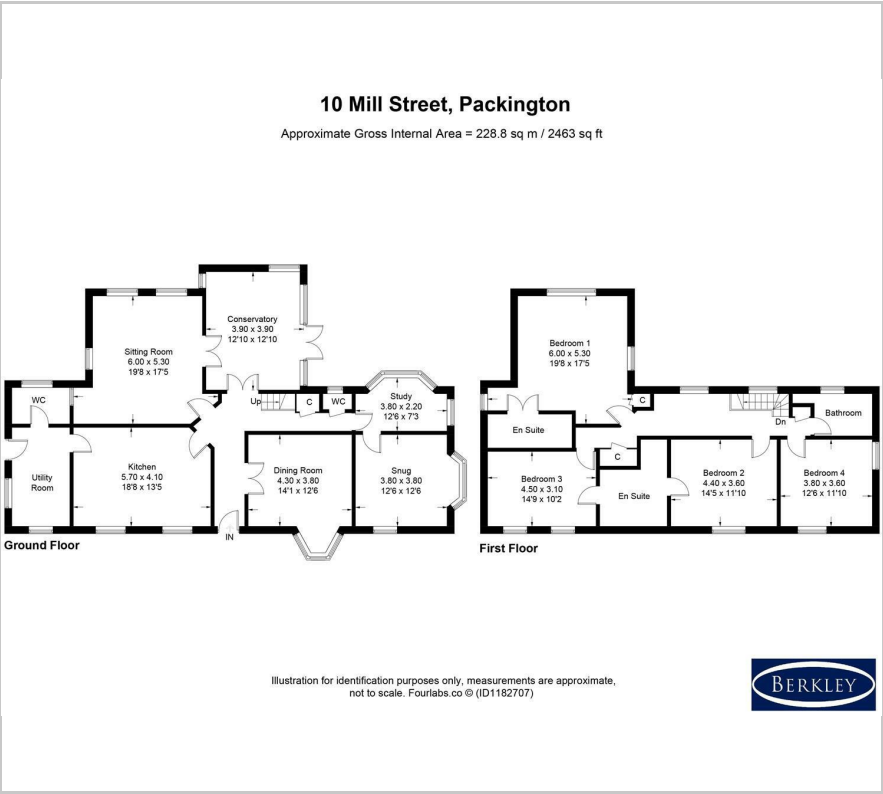 10 Mill Street, Packington
Approximate Gross Internal Area = 228.8 sq m / 2463 sq ft
Conservatory
3.90 x 3.90
12'10 x 12'10
Sitting Room
6.00 x 5.30
19'8 x 17'5
WC
Up
C
WC
Study
3.80 x 2.20
12'6 x 7'3
Utility
Room
Kitchen
5.70 x 4.10
18'8 x 13'5
Dining Room
4.30 x 3.80
14'1 x 12'6
Snug
3.80 x 3.80
12'6 x 12'6
IN
Ground Floor
Bedroom 1
6.00 x 5.30
19'8 x 17'5
C
En Suite
Dn
Bathroom
C
Bedroom 3
4.50 x 3.10
14'9 x 10'2
En Suite
Bedroom 2
4.40 x 3.60
14'5 x 11'10
Bedroom 4
3.80 x 3.60
12'6 x 11'10
First Floor
Illustration for identification purposes only, measurements are approximate,
not to scale. Fourlabs.co © (ID1182707)
BERKLEY